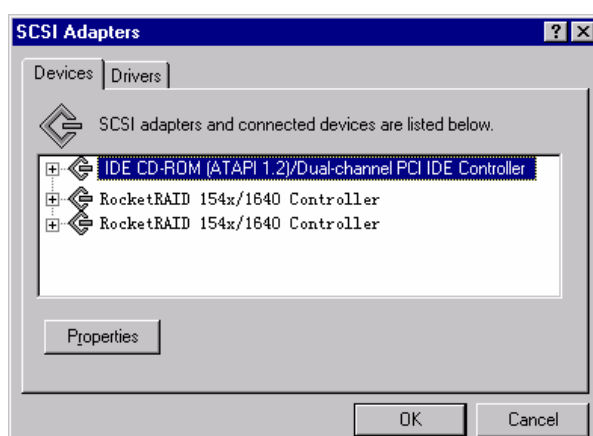 SCSI Adapters
Devices
Drivers
SCSI adapters and connected devices are listed below.
IDE CD-ROM (ATAPI 1.2)/Dual-channel PCI IDE Controller
RocketRAID 154x/1640 Controller
RocketRAID 154x/1640 Controller
Properties
OK
Cancel